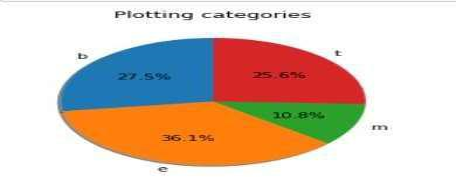 Plotting categories
b
t
27.5%
25.6%
10.8%
m
36.1%
e